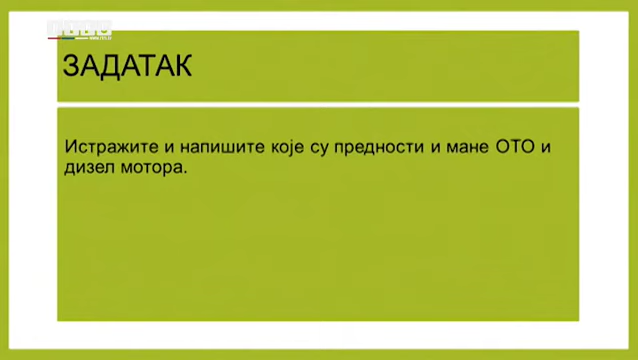 ЗАДАТАК
Истражите и напишите које су предности и мане ОТО и
дизел мотора.